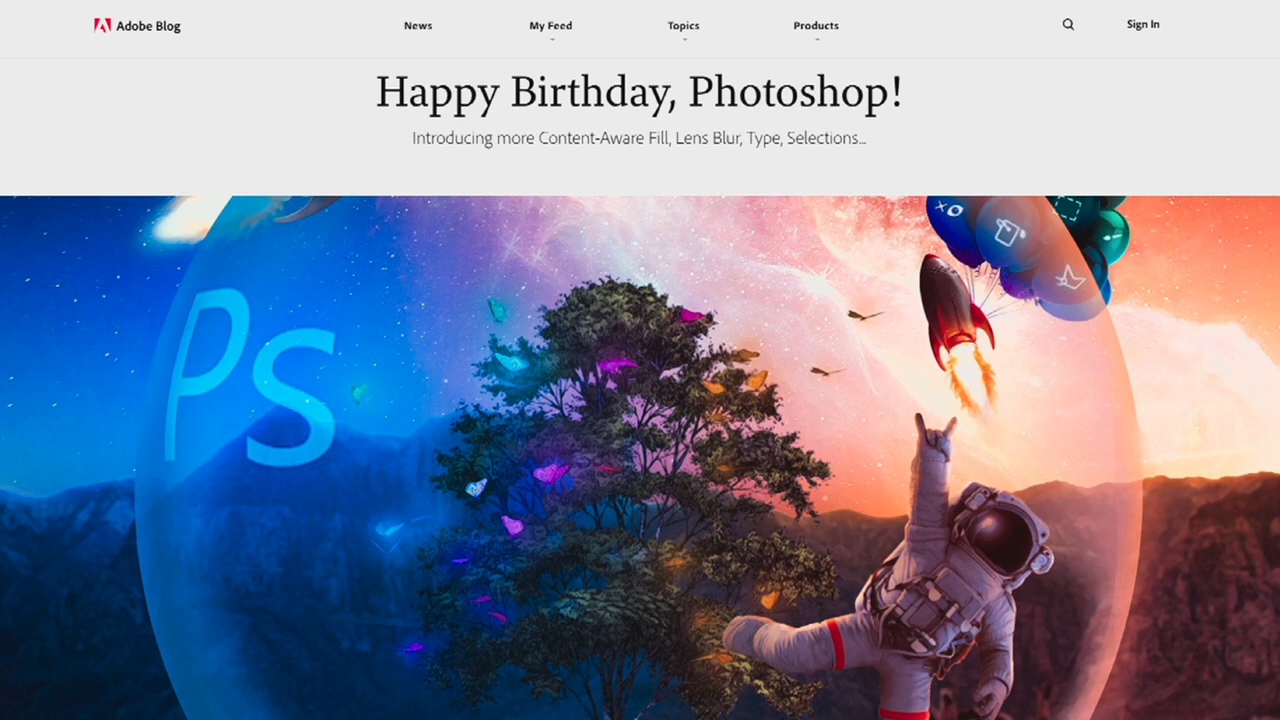 Adobe Blog
News
My Feed
Topics
Products
Sign In
Happy Birthday, Photoshop!
Introducing more Content-Aware Fill, Lens Blur, Type, Selections...
Ps